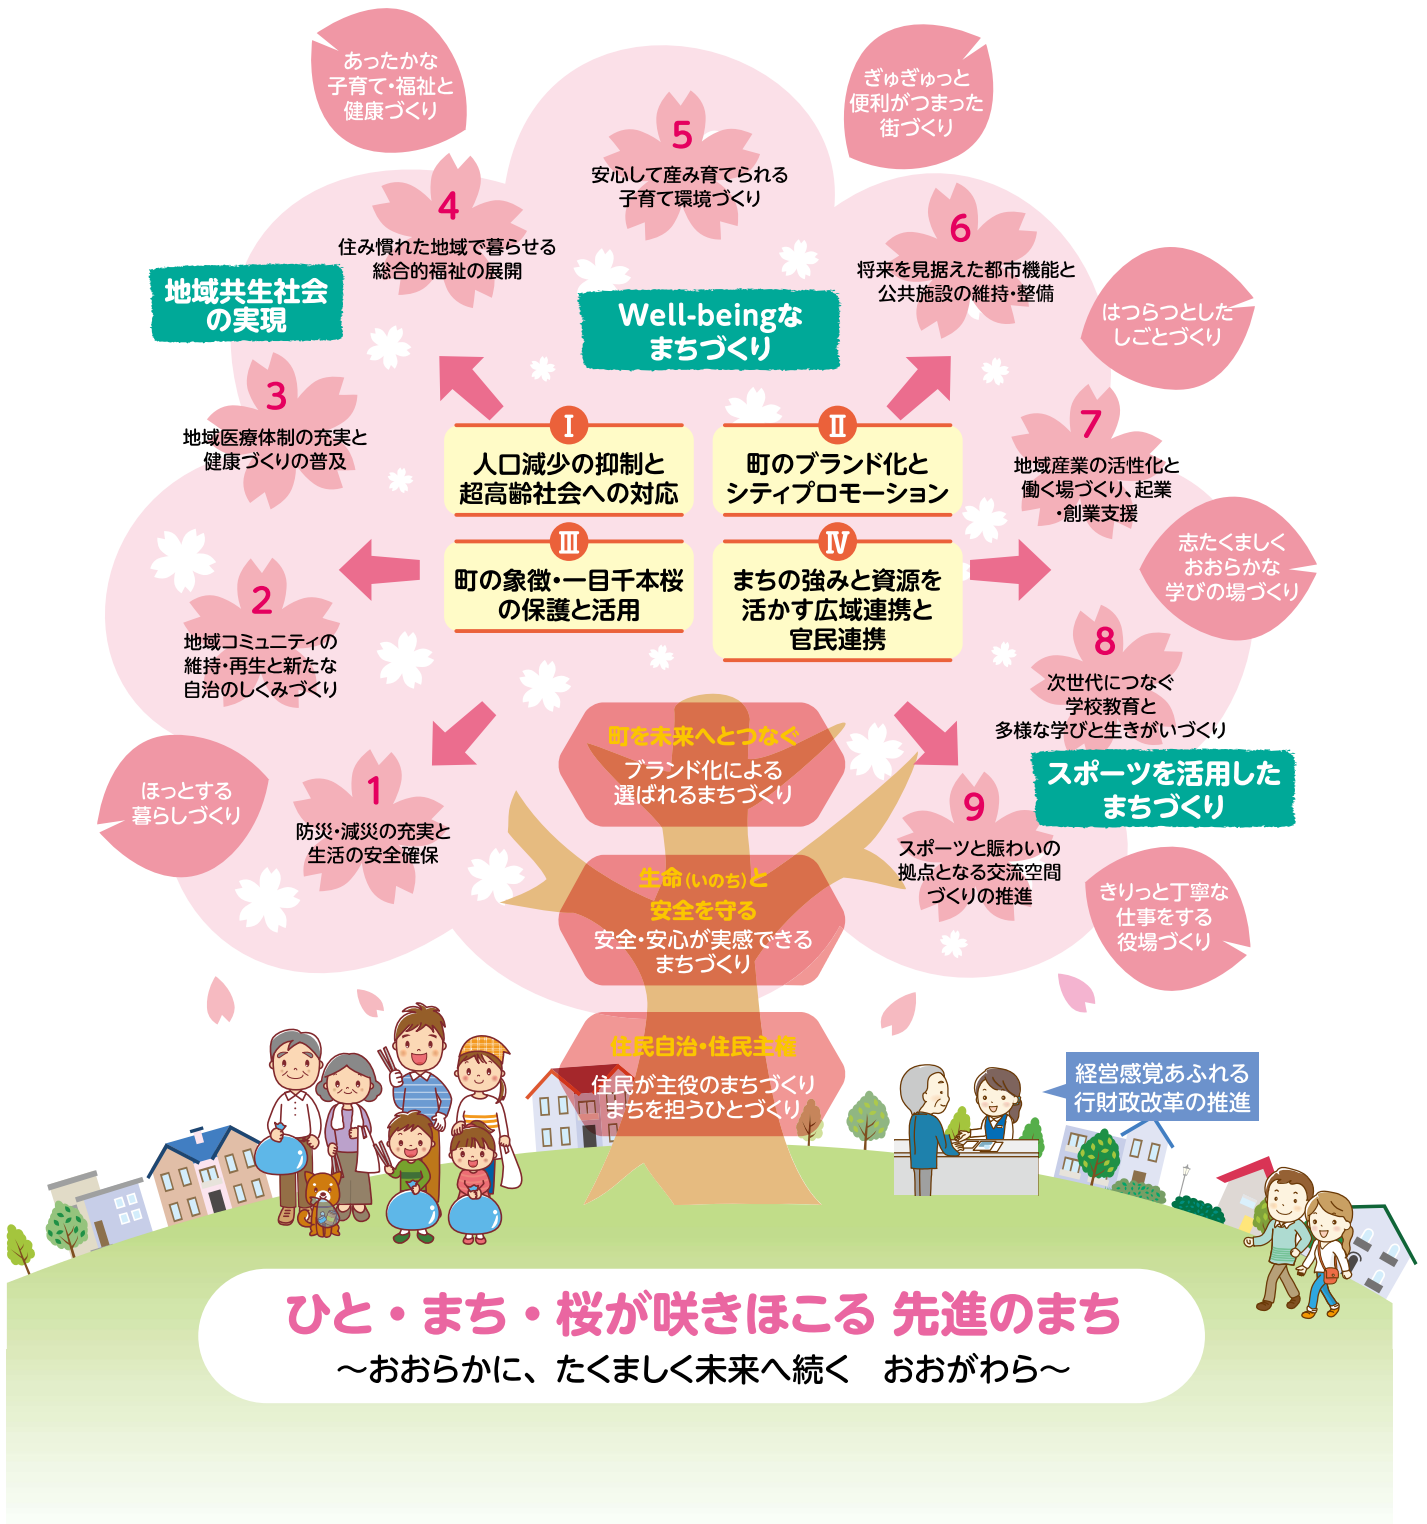 あったかな
子育て・福祉と
健康づくり
ぎゅぎゅっと
便利がつまった
街づくり
5
安心して産み育てられる
子育て環境づくり
4
住み慣れた地域で暮らせる
総合的福祉の展開
6
将来を見据えた都市機能と
公共施設の維持・整備
地域共生社会
の実現
Well-beingな
まちづくり
はつらつとした
しごとづくり
3
地域医療体制の充実と
健康づくりの普及
7
地域産業の活性化と
働く場づくり、起業
・創業支援
I
人口減少の抑制と
超高齢社会への対応
II
町のブランド化と
シティプロモーション
III
町の象徴・一目千本桜
の保護と活用
IV
まちの強みと資源を
活かす広域連携と
官民連携
志たくましく
おおらかな
学びの場づくり
2
地域コミュニティの
維持・再生と新たな
自治のしくみづくり
8
次世代につなぐ
学校教育と
多様な学びと生きがいづくり
スポーツを活用した
まちづくり
ほっとする
暮らしづくり
1
防災・減災の充実と
生活の安全確保
町を未来へとつなぐ
ブランド化による
選ばれるまちづくり
9
スポーツと賑わいの
拠点となる交流空間
づくりの推進
生命(いのち)と
安全を守る
安全・安心が実感できる
まちづくり
きりっと丁寧な
仕事をする
役場づくり
住民自治・住民主権
住民が主役のまちづくり
まちを担うひとづくり
経営感覚あふれる
行財政改革の推進
ひと・まち・桜が咲きほこる 先進のまち
～おおらかに、たくましく未来へ続く　おおがわら～